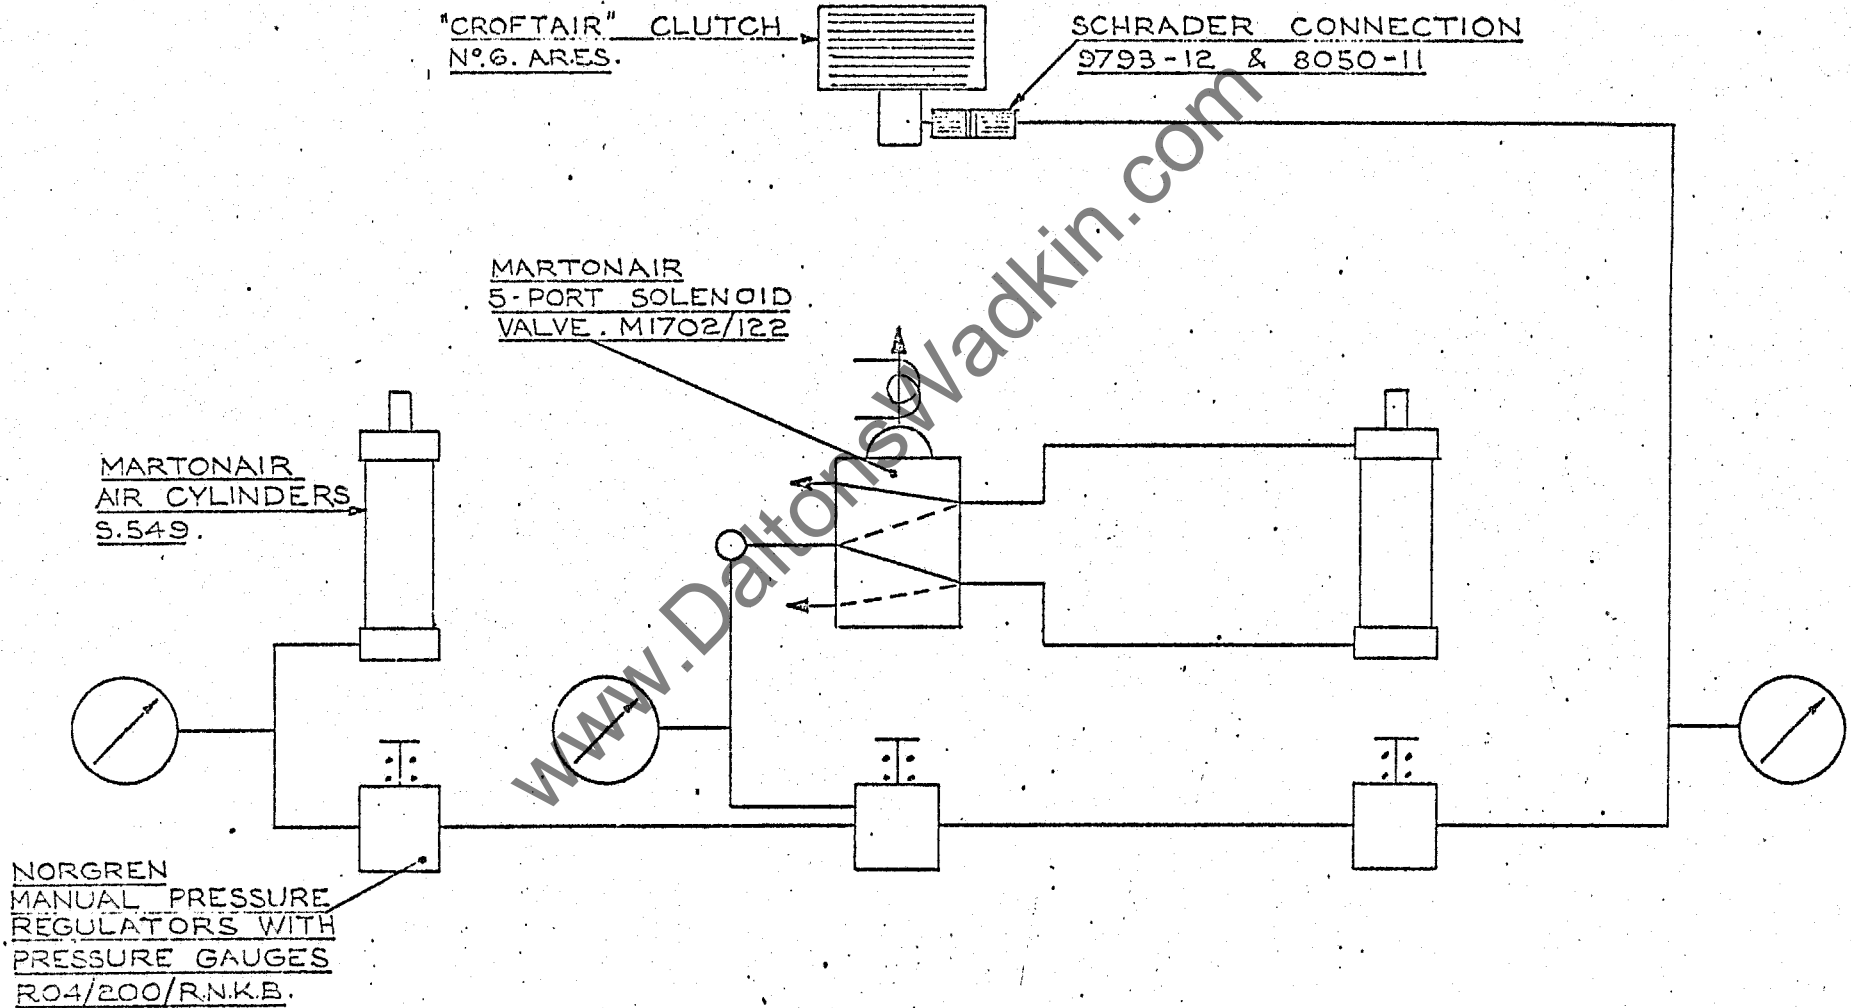 "CROFTAIR" CLUTCH
Nº.6. ARES.
SCHRADER CONNECTION
9793-12 & 8050-11
MARTONAIR
5-PORT SOLENOID
VALVE. M1702/122
MARTONAIR
AIR CYLINDERS
S.549.
NORGREN
MANUAL PRESSURE
REGULATORS WITH
PRESSURE GAUGES
R04/200/R.N.K.B.
www.DaltonsWadkin.com